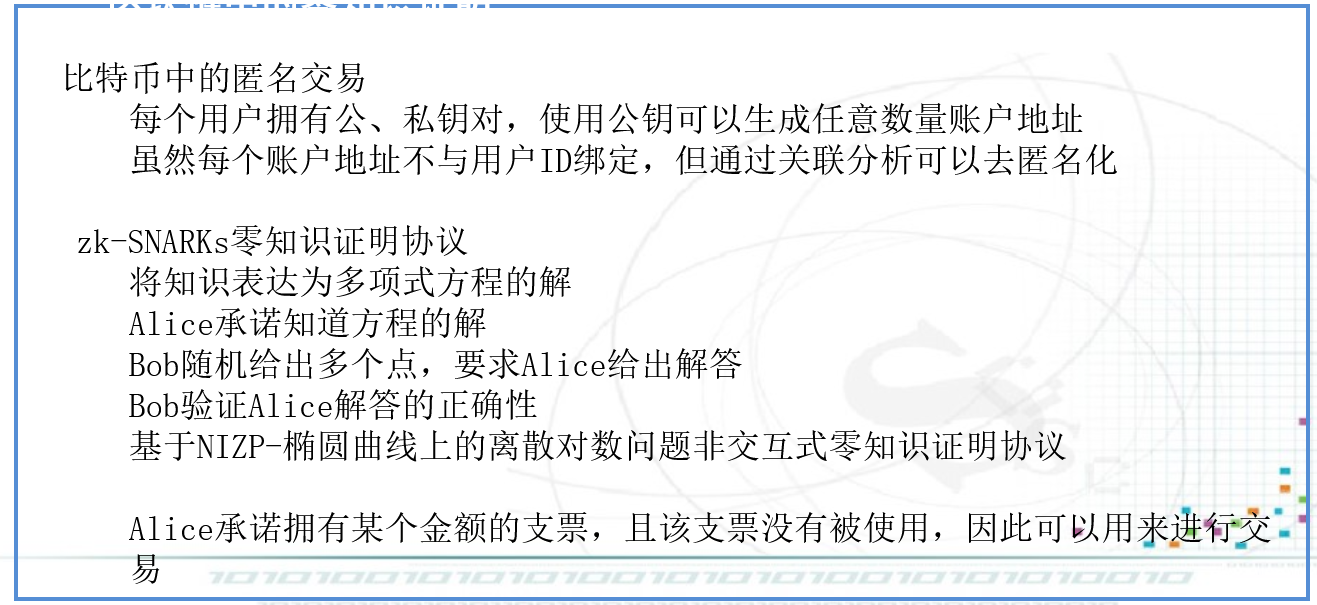 比特币中的匿名交易
每个用户拥有公、私钥对，使用公钥可以生成任意数量账户地址
虽然每个账户地址不与用户ID绑定，但通过关联分析可以去匿名化
zk-SNARKs零知识证明协议
将知识表达为多项式方程的解
Alice承诺知道方程的解
Bob随机给出多个点，要求Alice给出解答
Bob验证Alice解答的正确性
基于NIZP-椭圆曲线上的离散对数问题非交互式零知识证明协议
Alice承诺拥有某个金额的支票，且该支票没有被使用，因此可以用来进行交
易